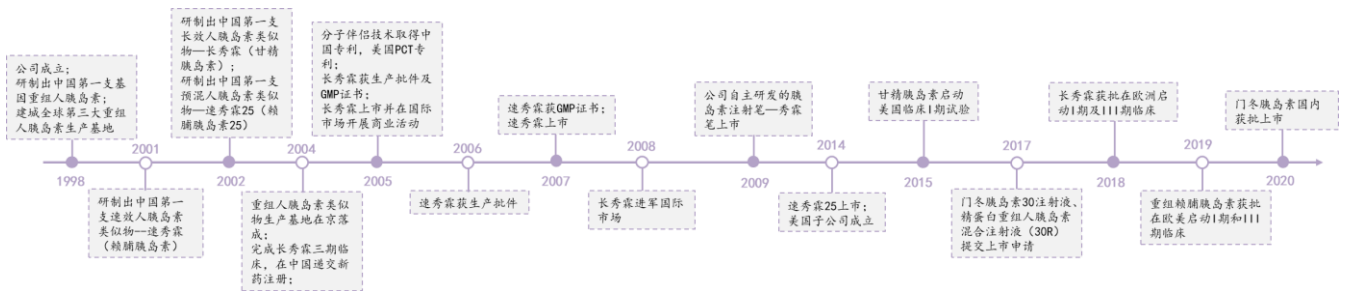 公司成立;
研制出中国第一支基
因重组人胰岛素;
建城全球第三大重组
人胰岛素生产基地
1998
2001
研制出中国第一
支速效人胰岛素
类似物--速秀霖
(赖脯胰岛素)
研制出中国第一支
长效人胰岛素类似
物—长秀霖(甘精
胰岛素);
研制出中国第一支
预混人胰岛素类似
物—速秀霖25(赖
脯胰岛素25)
2002
2004
重组人胰岛素类似
物生产基地在京落
成;
完成长秀霖三期临
床,在中国递交新
药注册;
分子伴侣技术取得中
国专利,美国PCT专
利;
长秀霖获生产批件及
GMP证书;
长秀霖上市并在国际
市场开展商业活动
2005
2006
速秀霖获生产批件
速秀霖获GMP证书;
速秀霖上市
2007
2008
长秀霖进军国际
市场
公司自主研发的胰
岛素注射笔—秀霖
笔上市
2009
2014
速秀霖25上市;
美国子公司成立
甘精胰岛素启动
美国临床I期试验
2015
2017
门冬胰岛素30注射液、
精蛋白重组人胰岛素
混合注射液(30R)
提交上市申请
长秀霖获批在欧洲启
动I期及III期临床
2018
2019
重组赖脯胰岛素获批
在欧美启动I期和III
期临床
门冬胰岛素国内
获批上市
2020